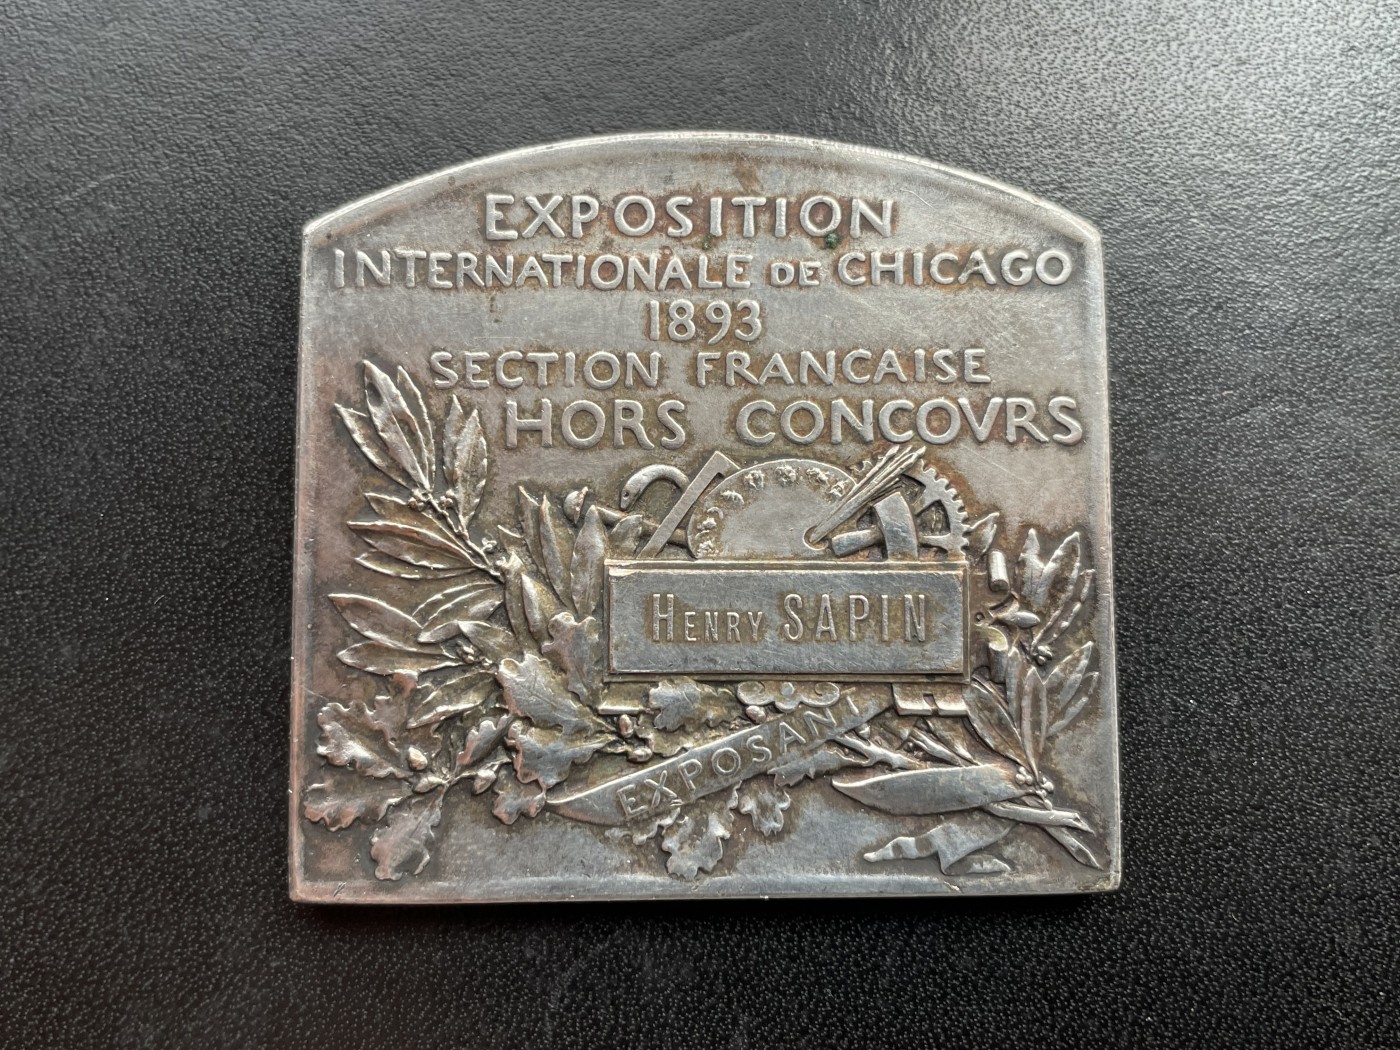 EXPOSITION
INTERNATIONALE DE CHICAGO
1893
SECTION FRANCAISE
HORS CONCOVRS
HENRY SAPIN
EXPOSANT